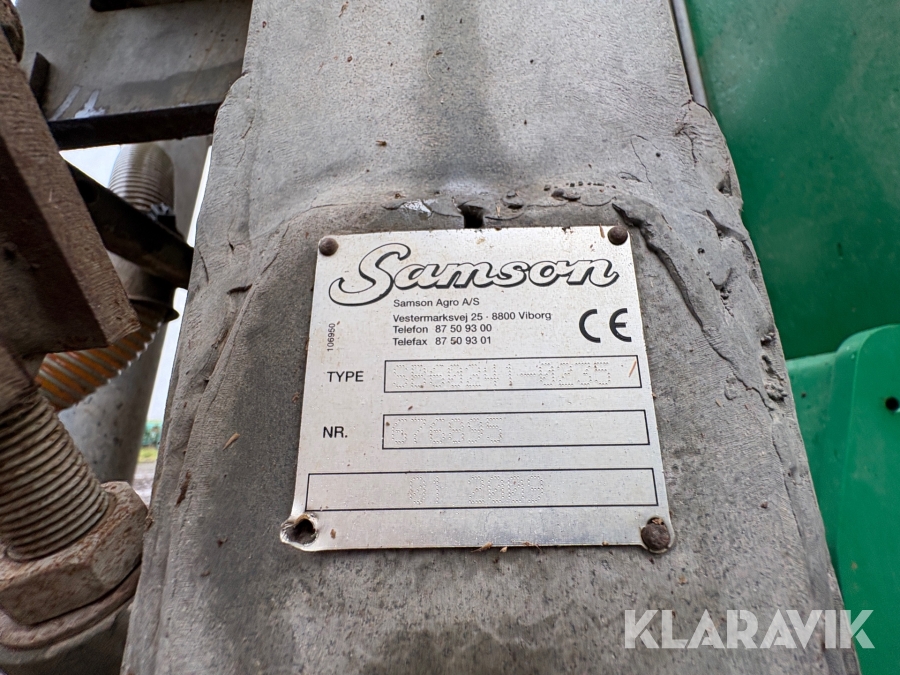 Samson
Samson Agro A/S
Vestermarksvej 25 · 8800 Viborg
Telefon 87 50 93 00
Telefax 87 50 93 01
CE
106950
TYPE
NR.
KLARAVIK